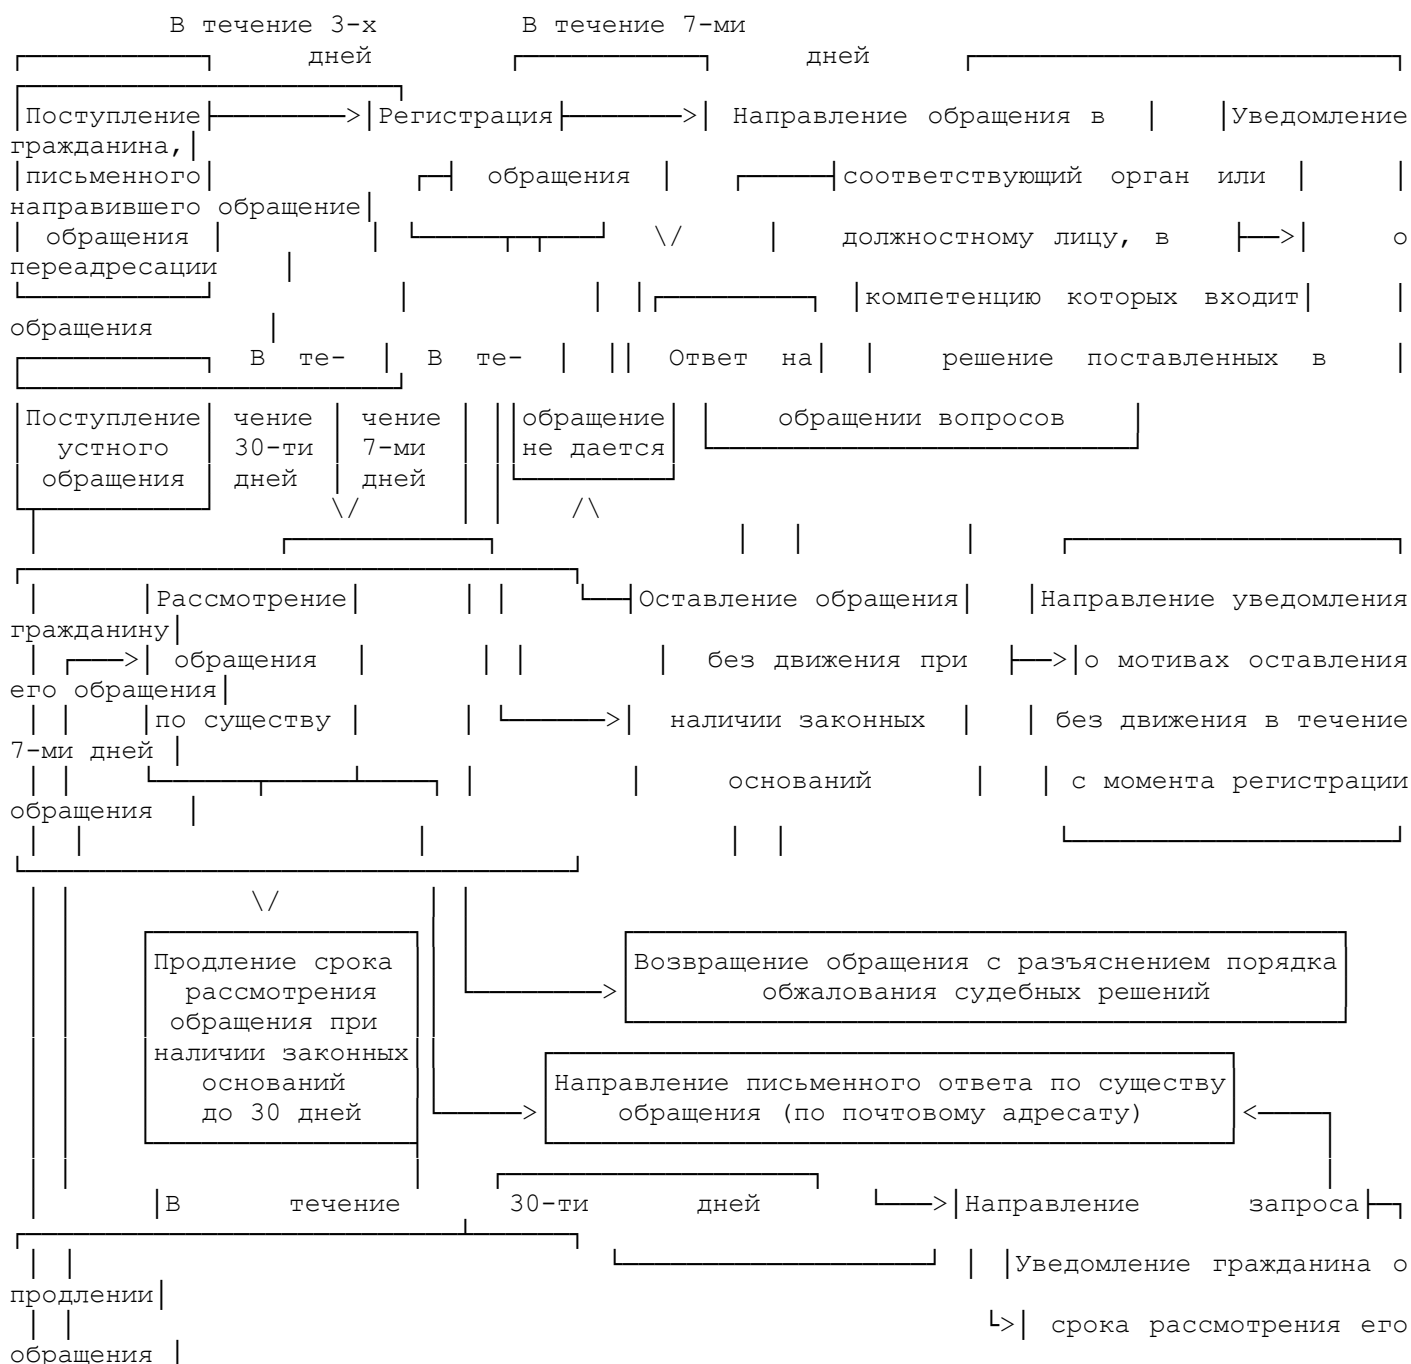 В течение 3-х В течение 7-ми
дней дней
Поступление Регистрация Направление обращения в Уведомление
гражданина,
письменного обращения соответствующий орган или
направившего обращение
обращения должностному лицу, в о
переадресации
компетенцию которых входит
обращения
В те- В те- Ответ на решение поставленных в
Поступление чение чение обращение обращении вопросов
устного 30-ти 7-ми не дается
обращения дней дней
Рассмотрение Оставление обращения Направление уведомления
гражданину
обращения без движения при о мотивах оставления
его обращения
по существу наличии законных без движения в течение
7-ми дней
оснований с момента регистрации
обращения
Продление срока Возвращение обращения с разъяснением порядка
рассмотрения обжалования судебных решений
обращения при
наличии законных
оснований Направление письменного ответа по существу
до 30 дней обращения (по почтовому адресату)
В течение 30-ти дней Направление запроса
Уведомление гражданина о
продлении
срока рассмотрения его
обращения